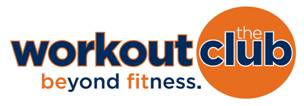 the
workout club
beyond fitness.